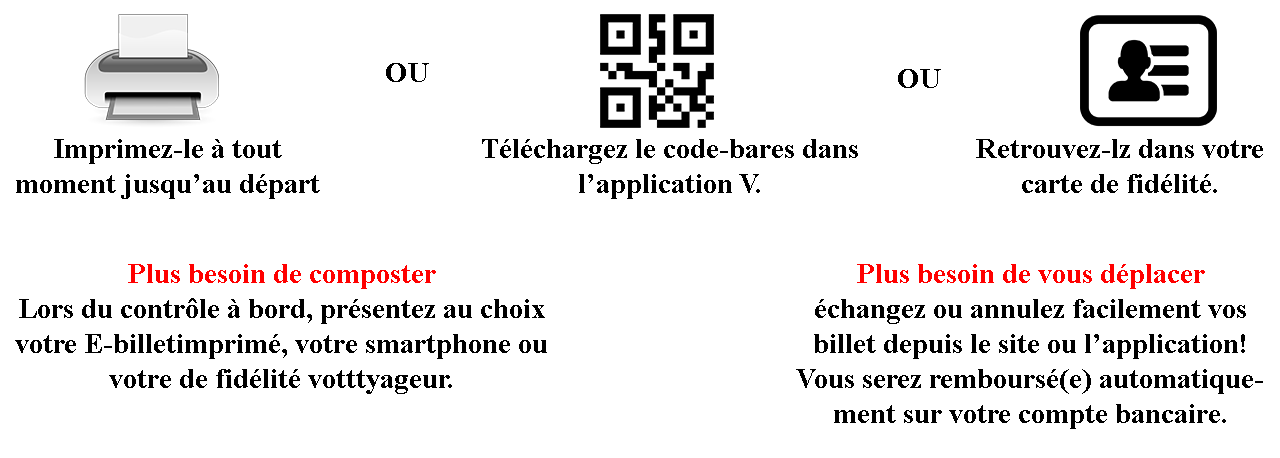 OU
OU
Imprimez-le à tout
moment jusqu’au départ
Téléchargez le code-bares dans
l’application V.
Retrouvez-lz dans votre
carte de fidélité.
Plus besoin de composter
Lors du contrôle à bord, présentez au choix
votre E-billetimprimé, votre smartphone ou
votre de fidélité votttyageur.
Plus besoin de vous déplacer
échangez ou annulez facilement vos
billet depuis le site ou l’application!
Vous serez remboursé(e) automatique-
ment sur votre compte bancaire.